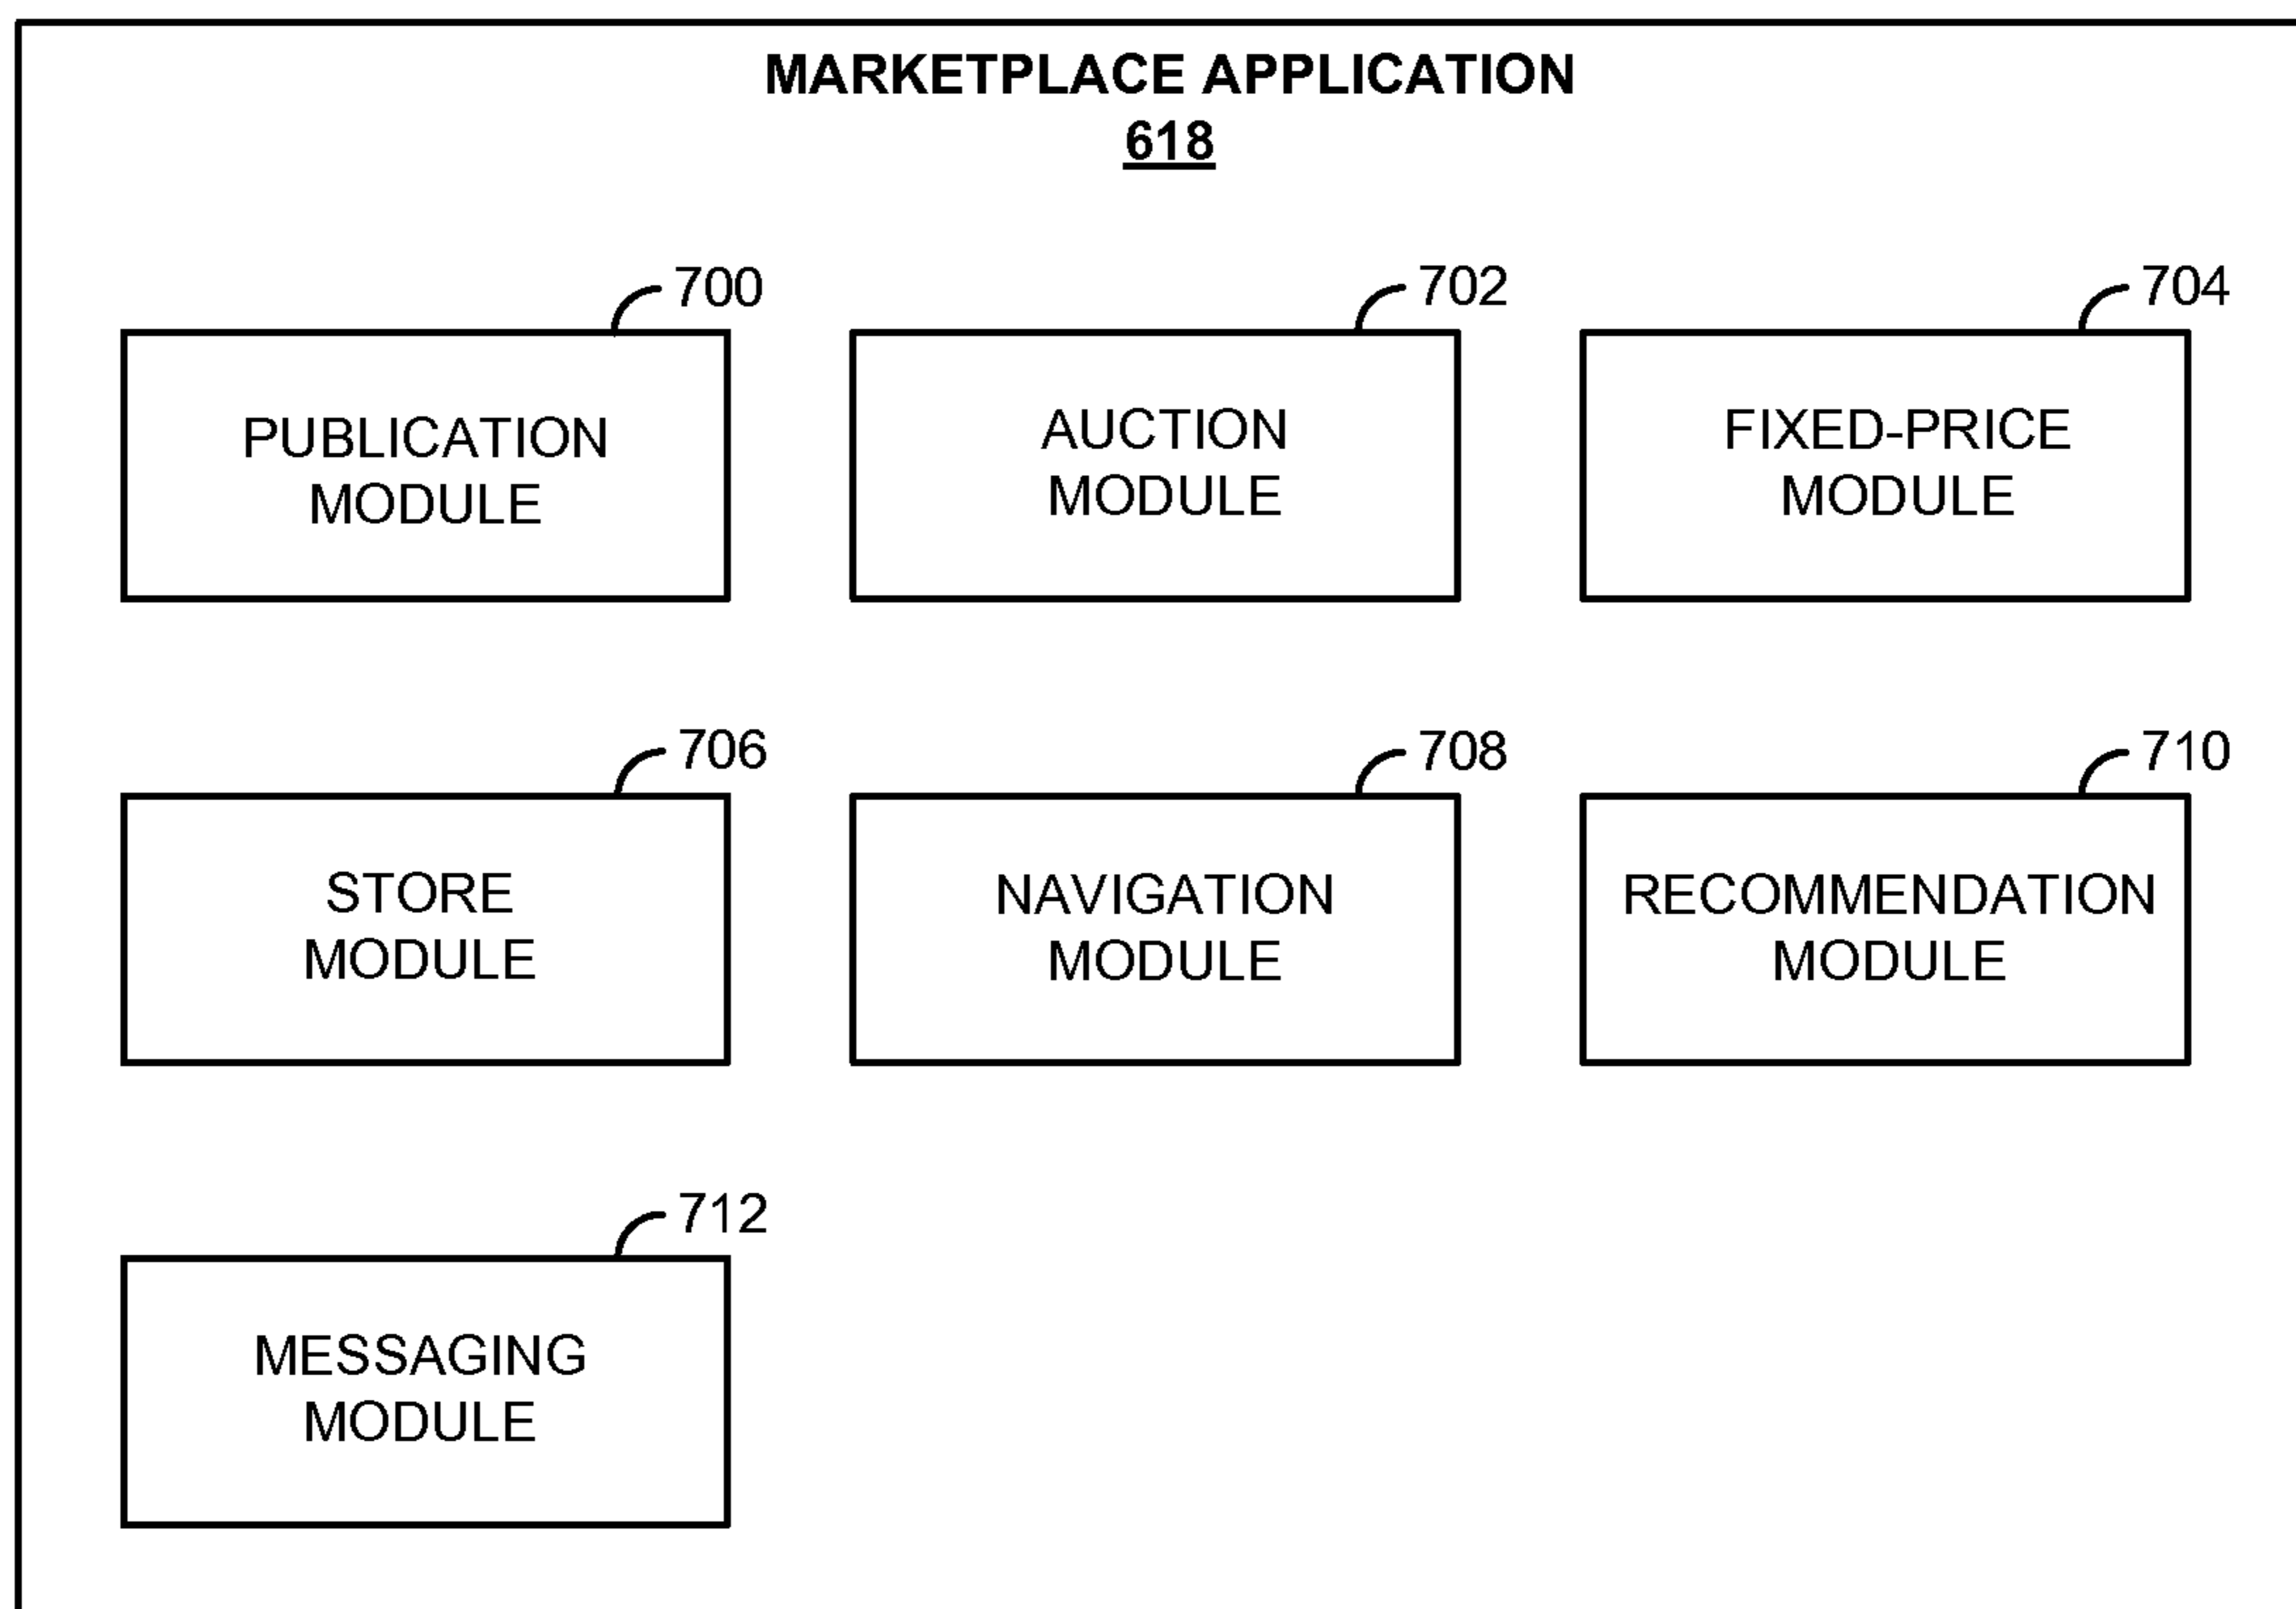 MARKETPLACE APPLICATION
618
700
702
704
PUBLICATION
MODULE
AUCTION
MODULE
FIXED-PRICE
MODULE
706
708
710
STORE
MODULE
NAVIGATION
MODULE
RECOMMENDATION
MODULE
712
MESSAGING
MODULE